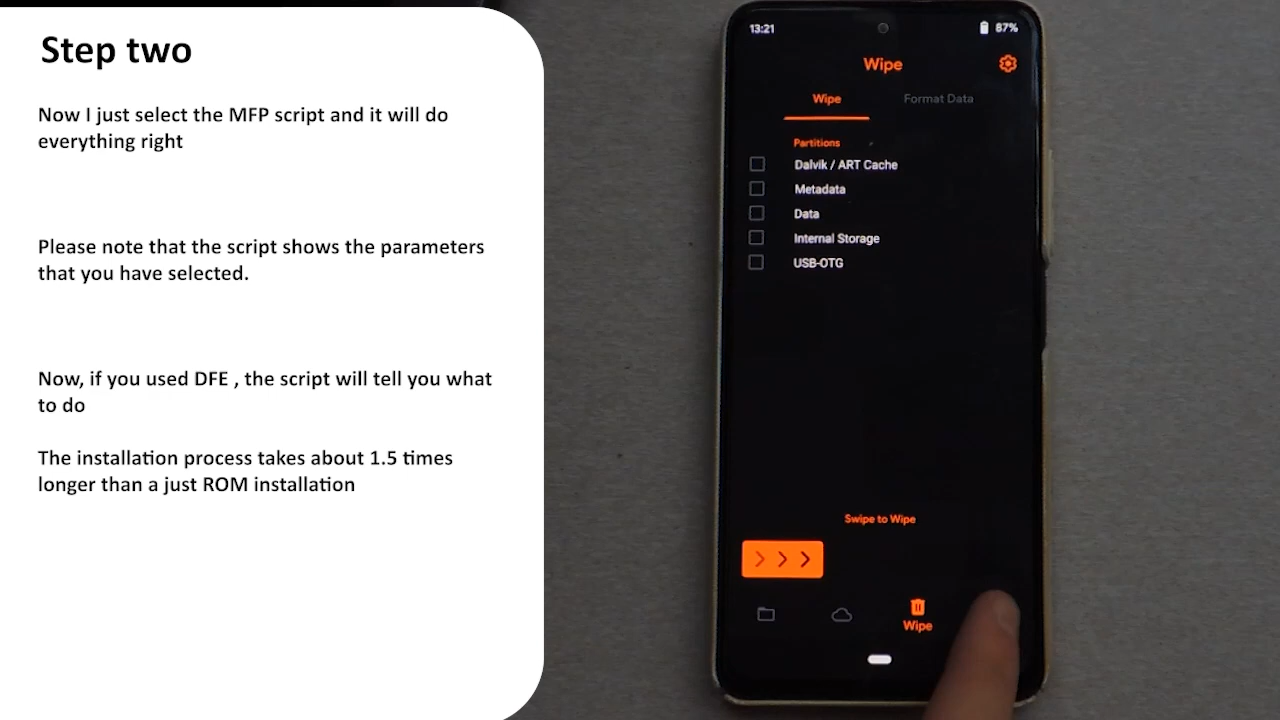 Step two
Now I just select the MFP script and it will do
everything right
Please note that the script shows the parameters
that you have selected.
Now, if you used DFE , the script will tell you what
to do
The installation process takes about 1.5 times
longer than a just ROM installation
13:21
87%
Wipe
Wipe
Format Data
Partitions
Dalvik / ART Cache
Metadata
Data
Internal Storage
USB-OTG
Swipe to Wipe
Wipe